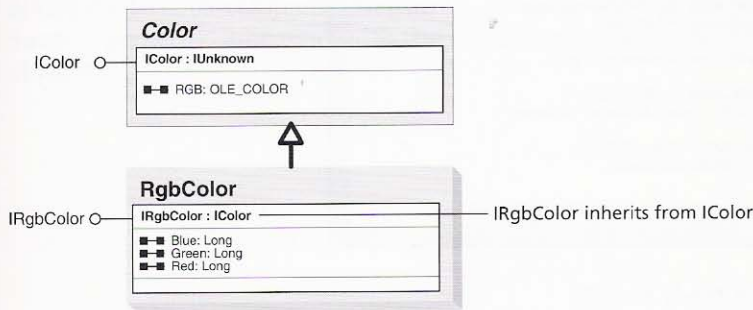 Color
IColor
IColor : IUnknown
RGB: OLE_COLOR
RgbColor
IRgbColor
IRgbColor : IColor
IRgbColor inherits from IColor
Blue: Long
Green: Long
Red: Long